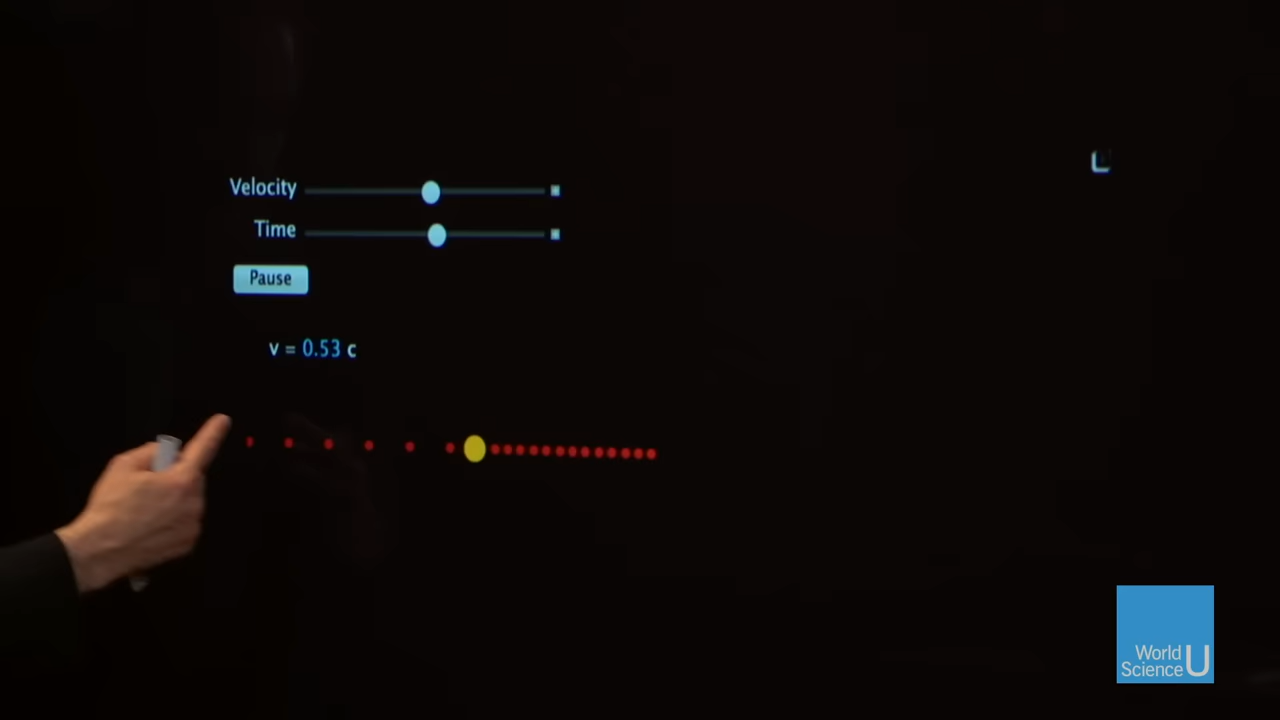 Velocity
Time
Pause
v = 0.53 c
World
Science U